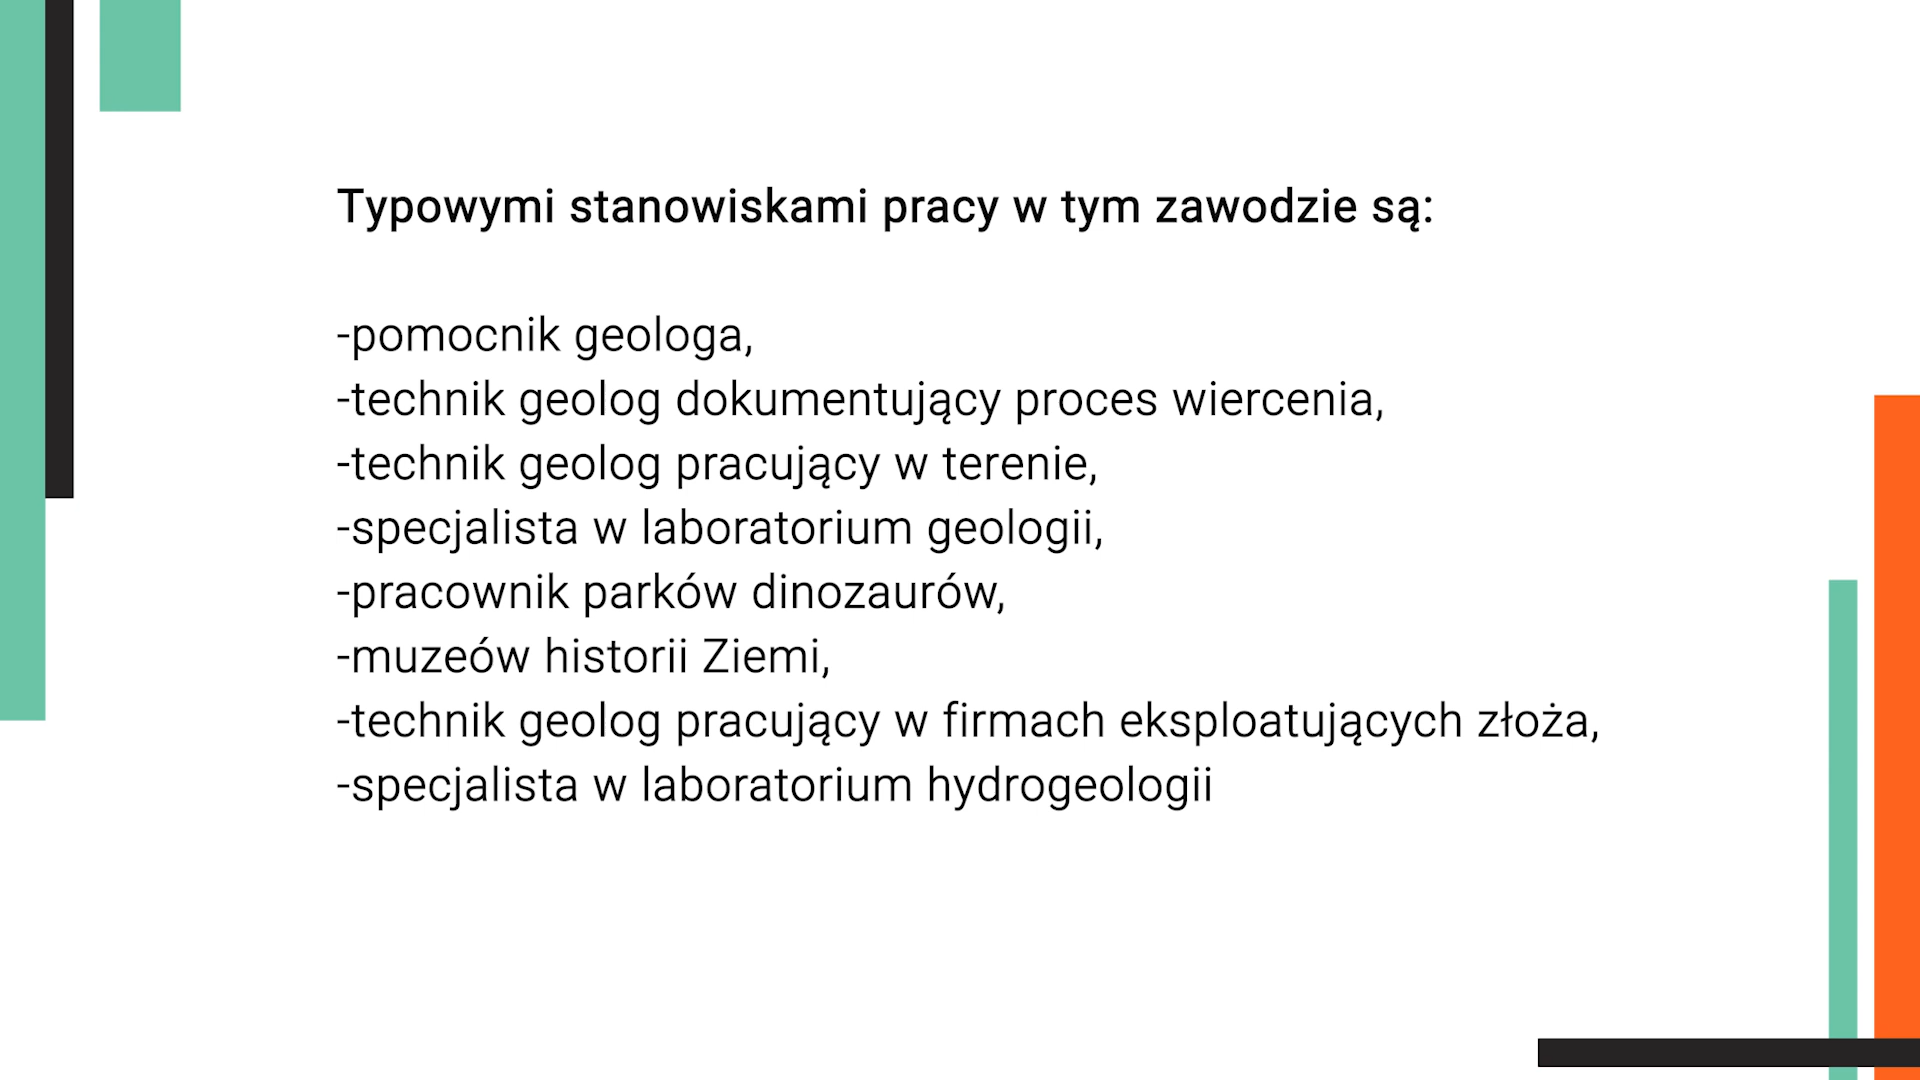 Typowymi stanowiskami pracy w tym zawodzie są:
-pomocnik geologa,
-technik geolog dokumentujący proces wiercenia,
-technik geolog pracujący w terenie,
-specjalista w laboratorium geologii,
-pracownik parków dinozaurów,
-muzeów historii Ziemi,
-technik geolog pracujący w firmach eksploatujących złoża,
-specjalista w laboratorium hydrogeologii